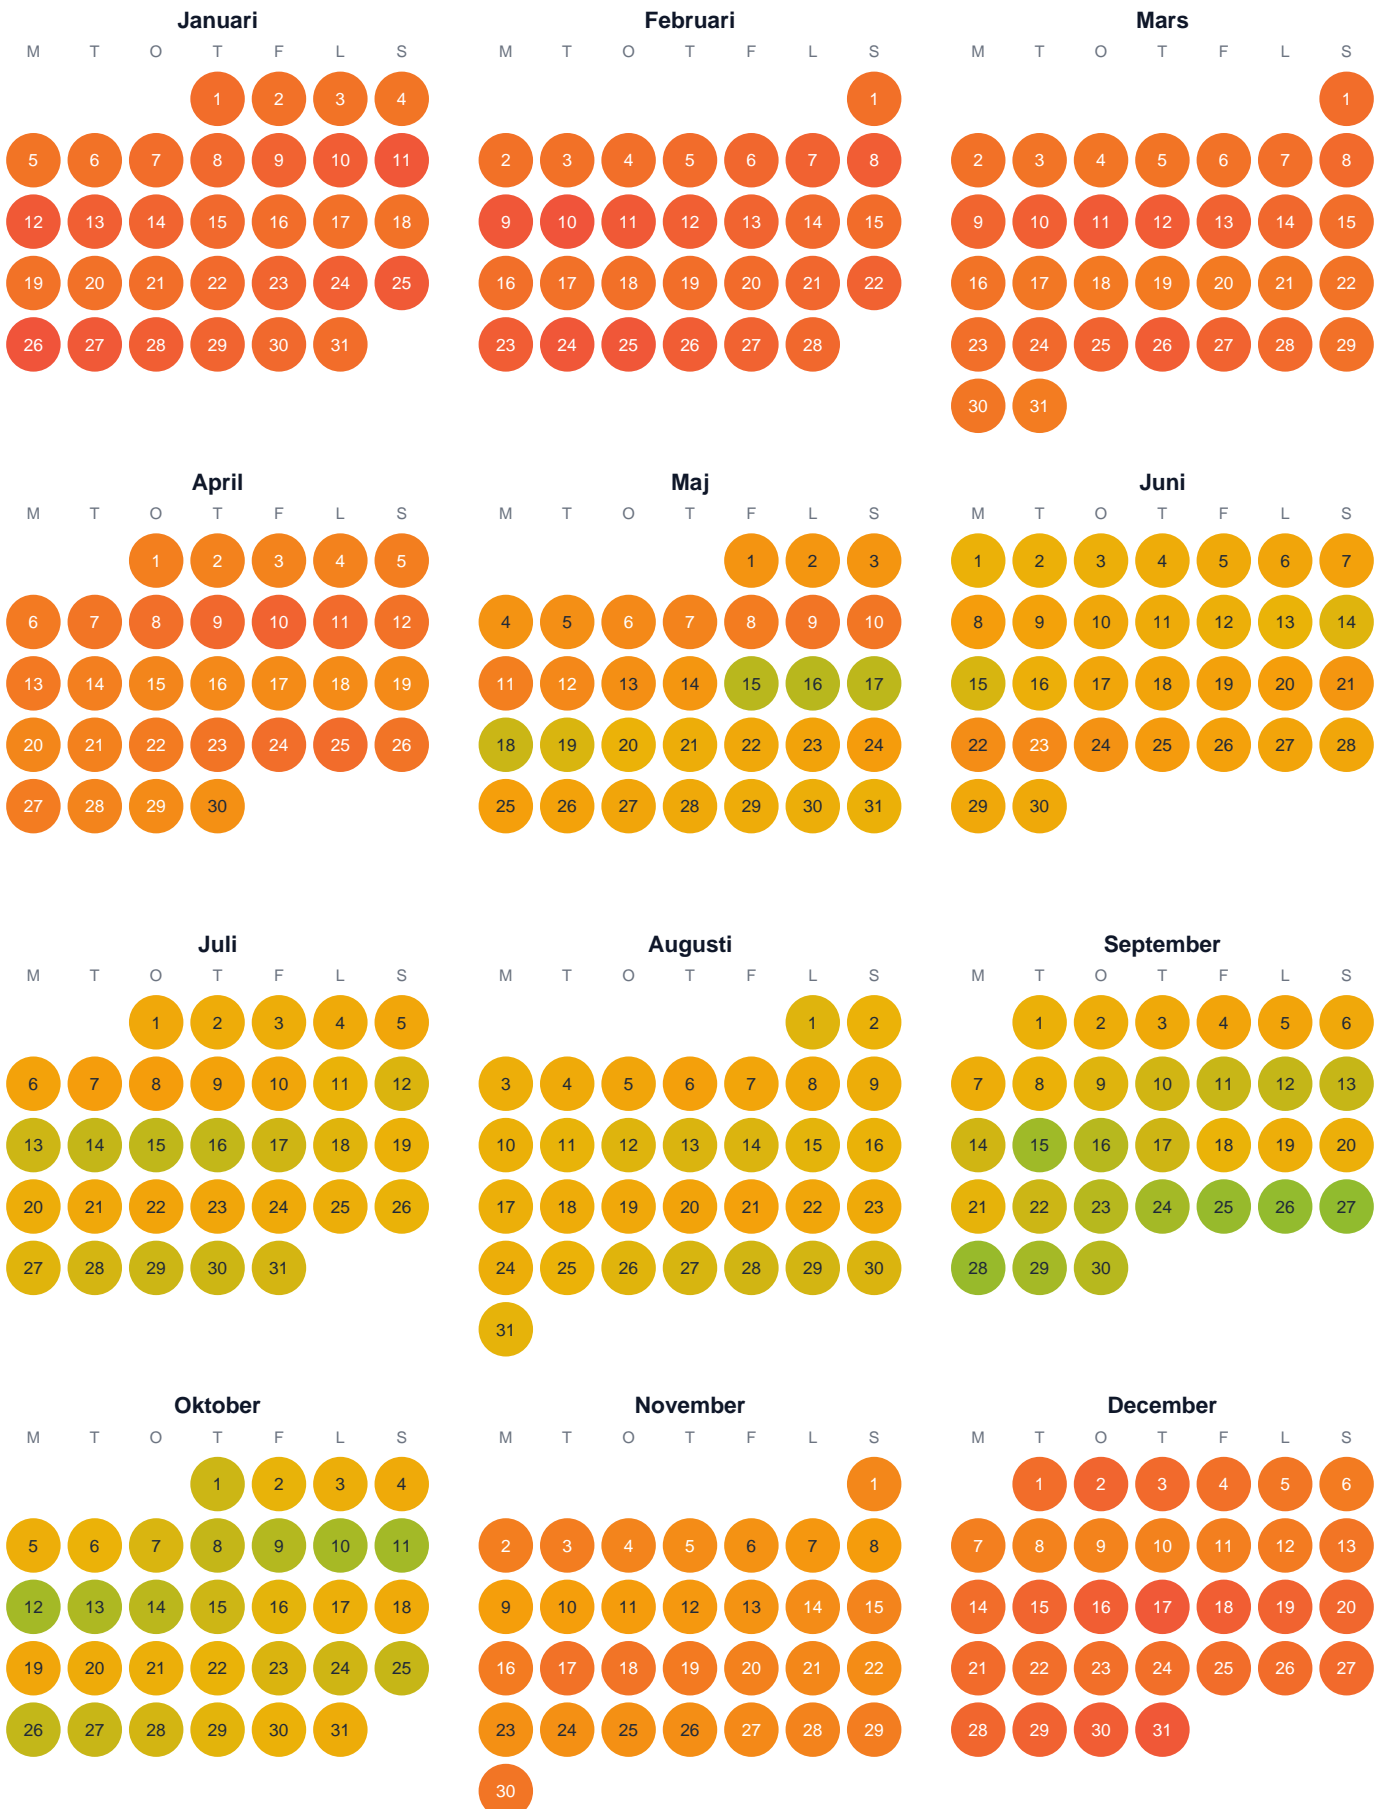 Januari Februari Mars
M T O T F L S M T O T F L S M T O T F L S
1 2 3 4 1 1
5 6 7 8 9 10 11 2 3 4 5 6 7 8 2 3 4 5 6 7 8
12 13 14 15 16 17 18 9 10 11 12 13 14 15 9 10 11 12 13 14 15
19 20 21 22 23 24 25 16 17 18 19 20 21 22 16 17 18 19 20 21 22
26 27 28 29 30 31 23 24 25 26 27 28 23 24 25 26 27 28 29
30 31
April Maj Juni
M T O T F L S M T O T F L S M T O T F L S
1 2 3 4 5 1 2 3 1 2 3 4 5 6 7
6 7 8 9 10 11 12 4 5 6 7 8 9 10 8 9 10 11 12 13 14
13 14 15 16 17 18 19 11 12 13 14 15 16 17 15 16 17 18 19 20 21
20 21 22 23 24 25 26 18 19 20 21 22 23 24 22 23 24 25 26 27 28
27 28 29 30 25 26 27 28 29 30 31 29 30
Juli Augusti September
M T O T F L S M T O T F L S M T O T F L S
1 2 3 4 5 1 2 1 2 3 4 5 6
6 7 8 9 10 11 12 3 4 5 6 7 8 9 7 8 9 10 11 12 13
13 14 15 16 17 18 19 10 11 12 13 14 15 16 14 15 16 17 18 19 20
20 21 22 23 24 25 26 17 18 19 20 21 22 23 21 22 23 24 25 26 27
27 28 29 30 31 24 25 26 27 28 29 30 28 29 30
31
Oktober November December
M T O T F L S M T O T F L S M T O T F L S
1 2 3 4 1 1 2 3 4 5 6
5 6 7 8 9 10 11 2 3 4 5 6 7 8 7 8 9 10 11 12 13
12 13 14 15 16 17 18 9 10 11 12 13 14 15 14 15 16 17 18 19 20
19 20 21 22 23 24 25 16 17 18 19 20 21 22 21 22 23 24 25 26 27
26 27 28 29 30 31 23 24 25 26 27 28 29 28 29 30 31
30